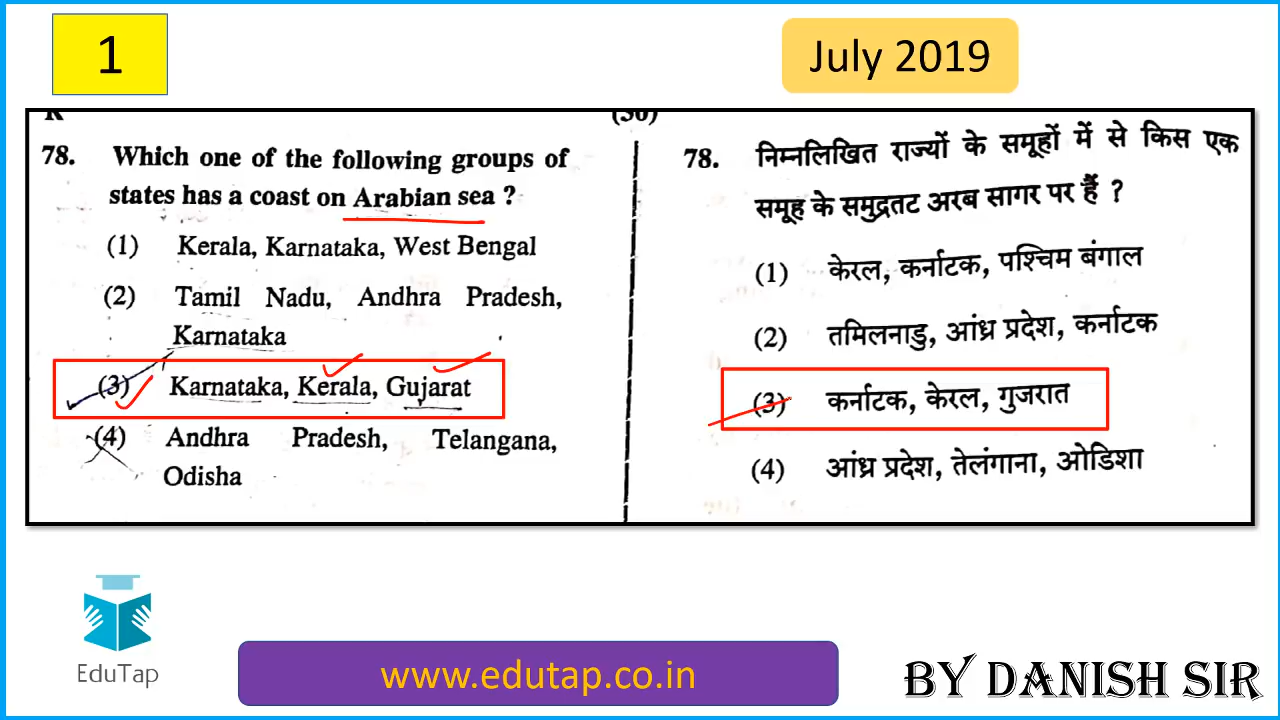 1
July 2019
78. Which one of the following groups of
states has a coast on Arabian sea ?
(1) Kerala, Karnataka, West Bengal
(2) Tamil Nadu, Andhra Pradesh,
Karnataka
(3) Karnataka, Kerala, Gujarat
(4) Andhra Pradesh, Telangana,
Odisha
78. निम्नलिखित राज्यों के समूहों में से किस एक
समूह के समुद्रतट अरब सागर पर हैं ?
(1) केरल, कर्नाटक, पश्चिम बंगाल
(2) तमिलनाडु, आंध्र प्रदेश, कर्नाटक
(3) कर्नाटक, केरल, गुजरात
(4) आंध्र प्रदेश, तेलंगाना, ओडिशा
EduTap
www.edutap.co.in
BY DANISH SIR